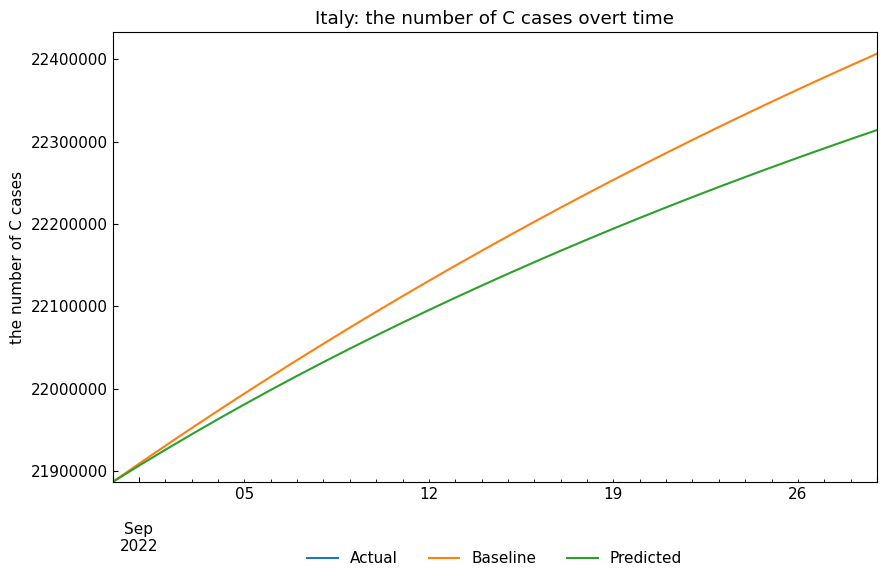 Italy: the number of C cases overt time
the number of C cases
22400000
22300000
22200000
22100000
22000000
21900000
05 12 19 26
Sep
2022
Actual Baseline Predicted